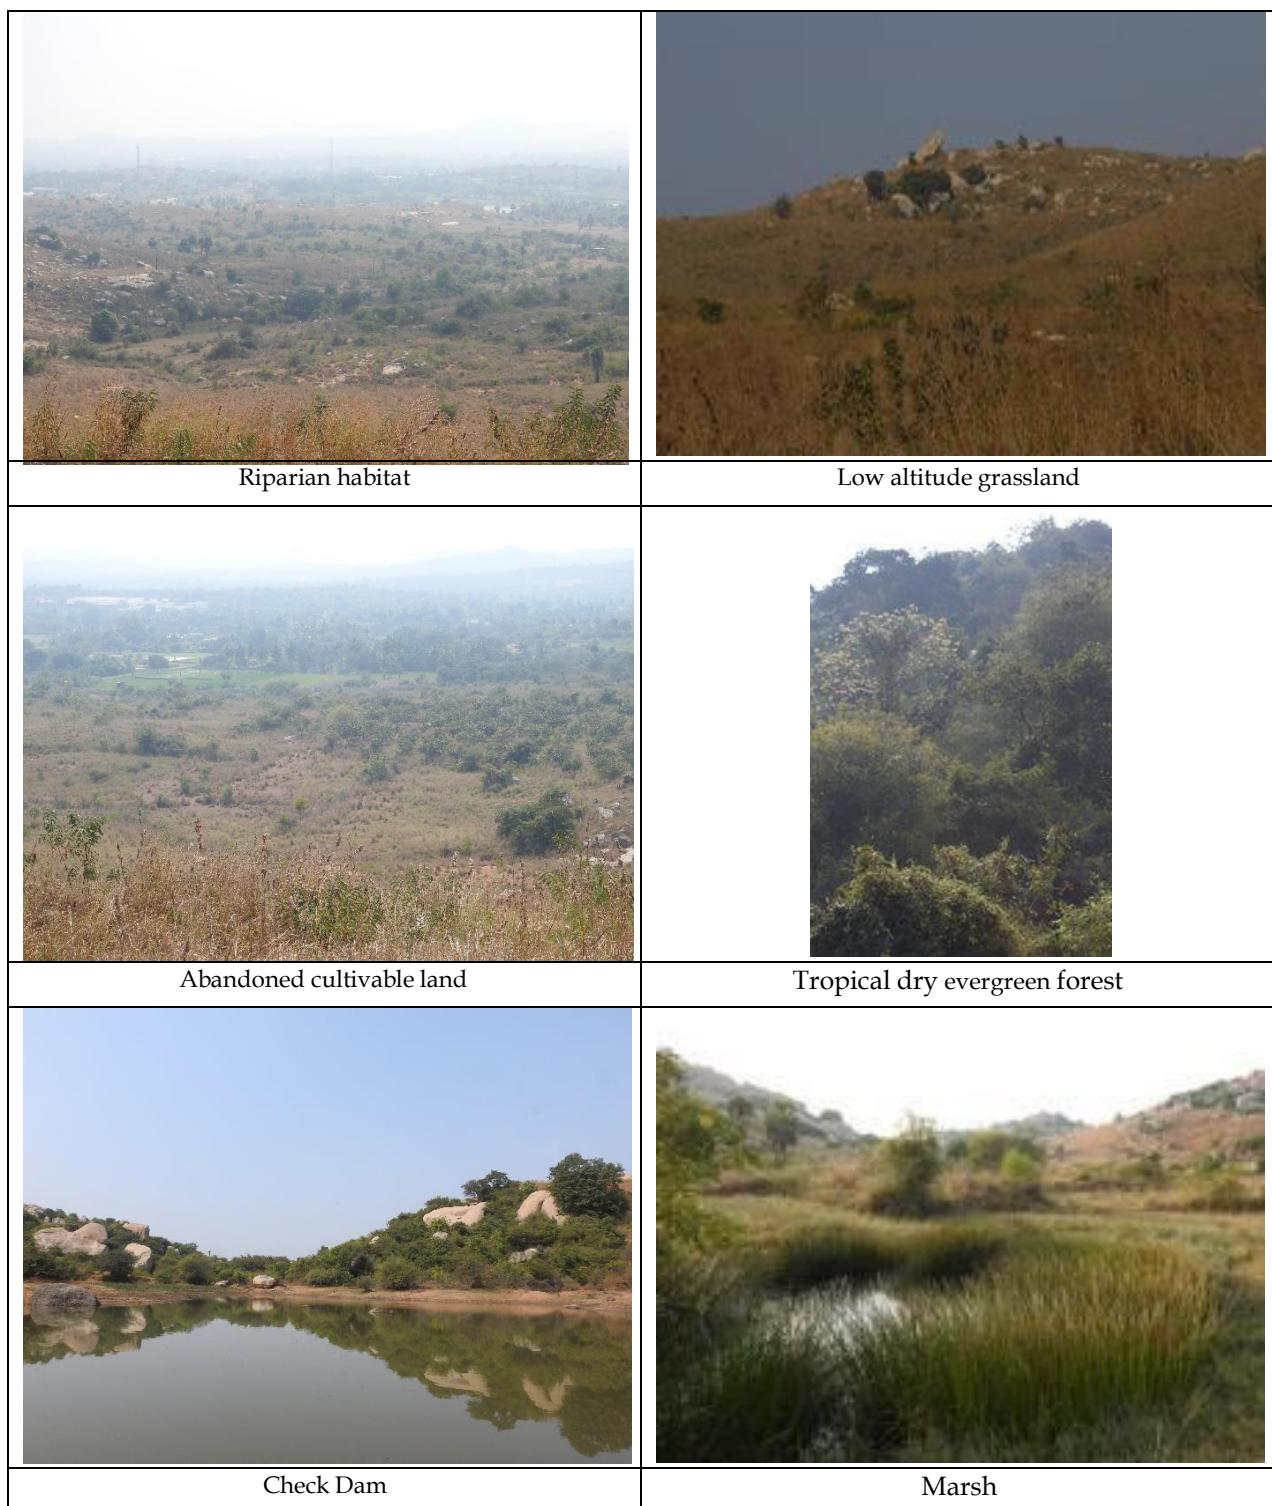 Riparian habitat
Low altitude grassland
Abandoned cultivable land
Tropical dry evergreen forest
Check Dam
Marsh